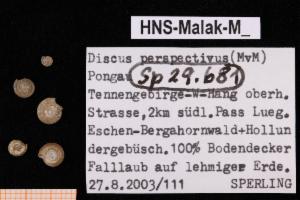 HNS-Malak-M_
Discus perspectivus(MvM)
Pongau Sp 29.681
Tennengebirge-W-Hang oberh.
Strasse,2km südl.Pass Lueg.
Eschen-Bergahornwald+Hollun
dergebüsch.100% Bodendecker
Falllaub auf lehmiger Erde.
27.8.2003/111 SPERLING